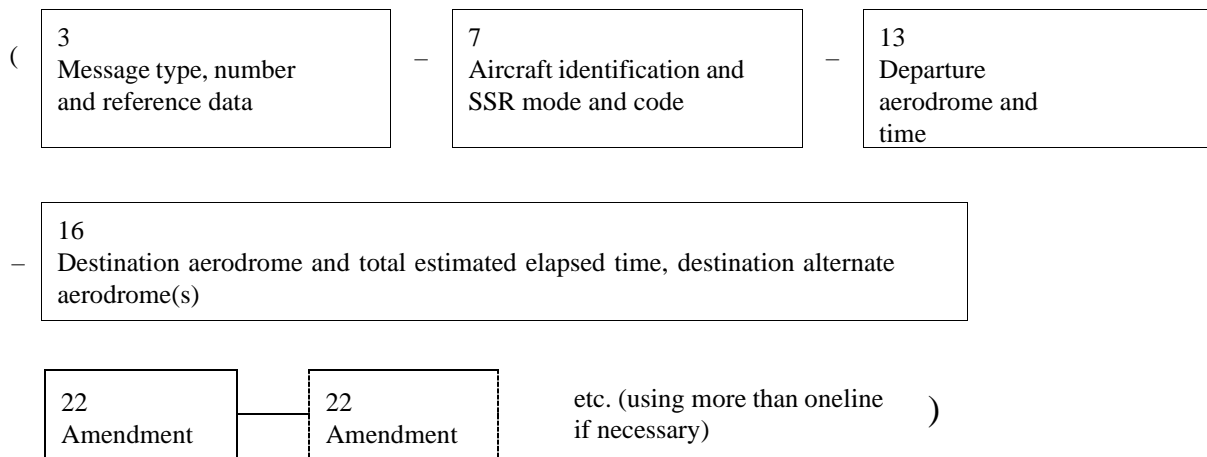 ( 3 – 7 – 13
Message type, number Aircraft identification and Departure
and reference data SSR mode and code aerodrome and
time
16
– Destination aerodrome and total estimated elapsed time, destination alternate
aerodrome(s)
22 22 etc. (using more than oneline )
Amendment Amendment if necessary)